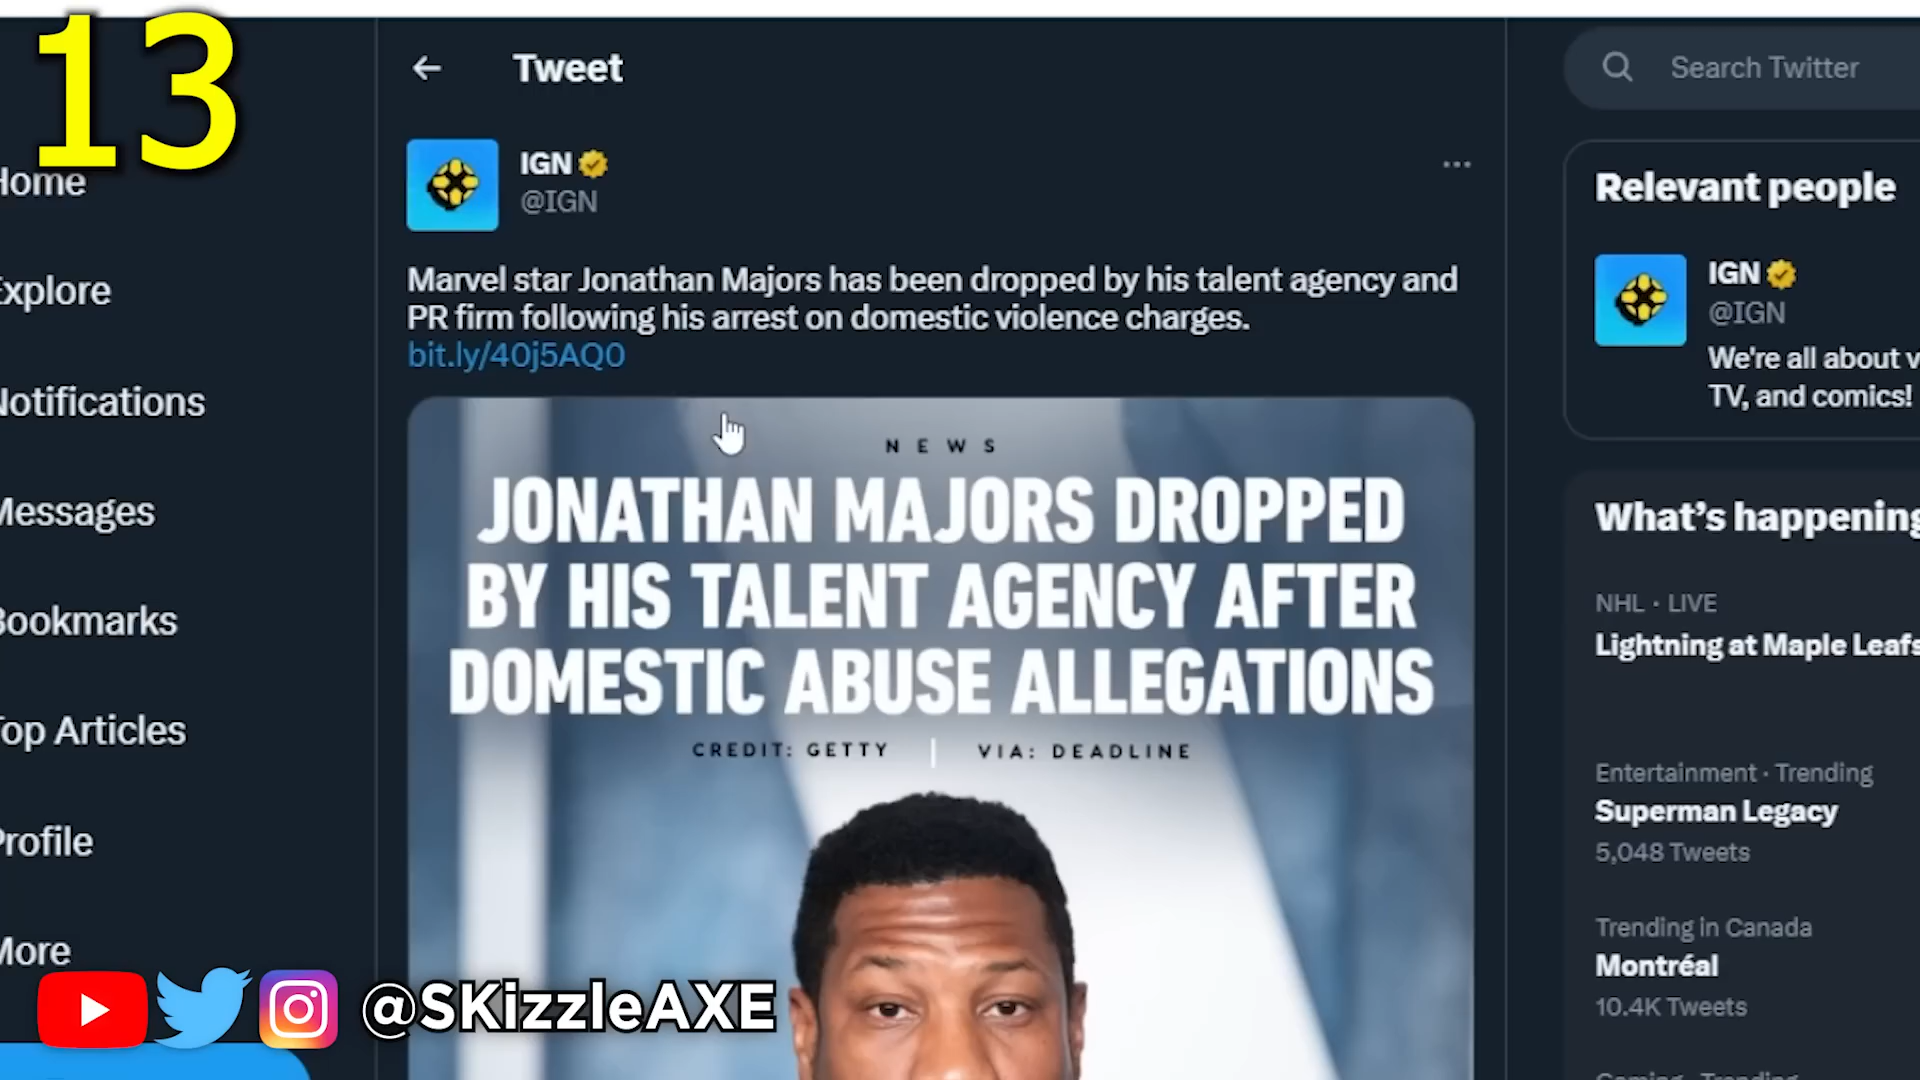 13
Home
Explore
Notifications
Messages
Bookmarks
Top Articles
Profile
More
Tweet
IGN
@IGN
Marvel star Jonathan Majors has been dropped by his talent agency and
PR firm following his arrest on domestic violence charges.
bit.ly/40j5AQ0
NEWS
JONATHAN MAJORS DROPPED
BY HIS TALENT AGENCY AFTER
DOMESTIC ABUSE ALLEGATIONS
CREDIT: GETTY | VIA: DEADLINE
@SKizzleAXE
Search Twitter
Relevant people
IGN
@IGN
We're all about v
TV, and comics!
What's happening
NHL · LIVE
Lightning at Maple Leafs
Entertainment · Trending
Superman Legacy
5,048 Tweets
Trending in Canada
Montréal
10.4K Tweets